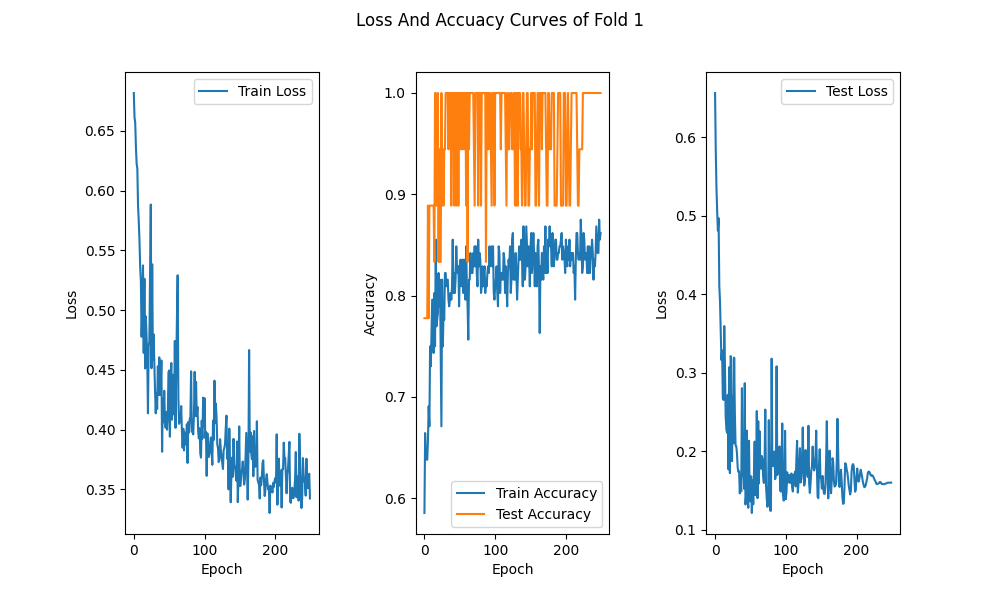 Loss And Accuacy Curves of Fold 1
Train Loss
0.65
0.60
0.55
0.50
0.45
0.40
0.35
Loss
0
100
200
Epoch
1.0
0.9
0.8
0.7
0.6
Accuracy
Train Accuracy
Test Accuracy
0
100
200
Epoch
Test Loss
0.6
0.5
0.4
0.3
0.2
0.1
Loss
0
100
200
Epoch